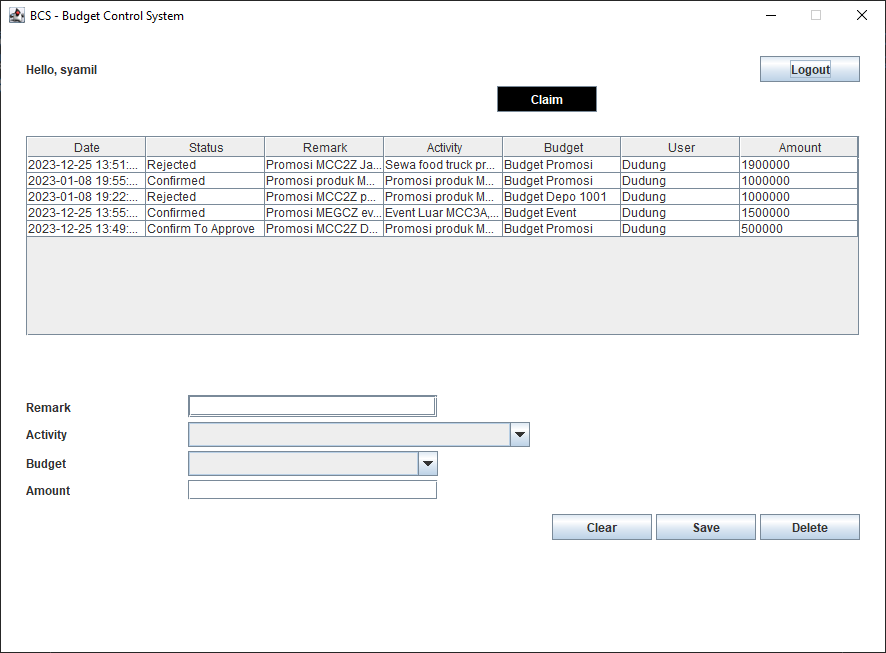 BCS - Budget Control System
Hello, syamil
Logout
Claim
Date Status Remark Activity Budget User Amount
2023-12-25 13:51:... Rejected Promosi MCC2Z Ja... Sewa food truck pr... Budget Promosi Dudung 1900000
2023-01-08 19:55:... Confirmed Promosi produk M... Promosi produk M... Budget Promosi Dudung 1000000
2023-01-08 19:22:... Rejected Promosi MCC2Z p... Promosi produk M... Budget Depo 1001 Dudung 1000000
2023-12-25 13:55:... Confirmed Promosi MEGCZ ev... Event Luar MCC3A,... Budget Event Dudung 1500000
2023-12-25 13:49:... Confirm To Approve Promosi MCC2Z D... Promosi produk M... Budget Promosi Dudung 500000
Remark
Activity
Budget
Amount
Clear Save Delete